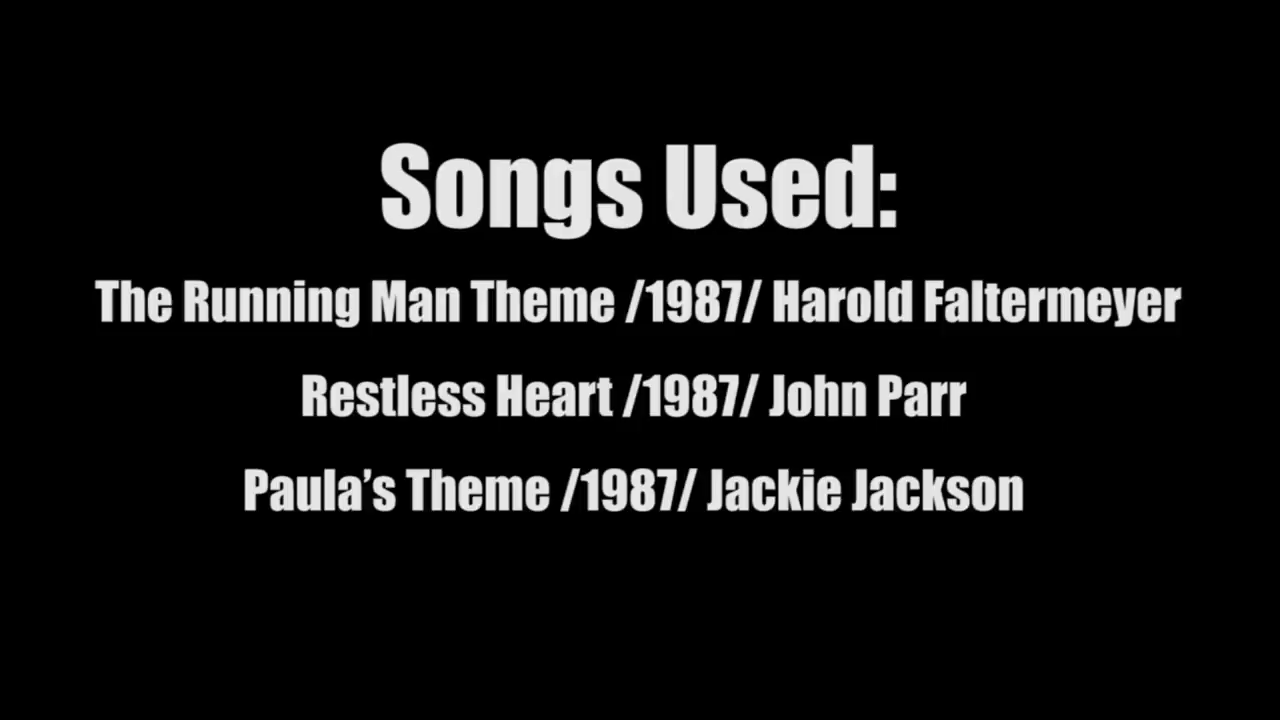 Songs Used:
The Running Man Theme /1987/ Harold Faltermeyer
Restless Heart /1987/ John Parr
Paula’s Theme /1987/ Jackie Jackson